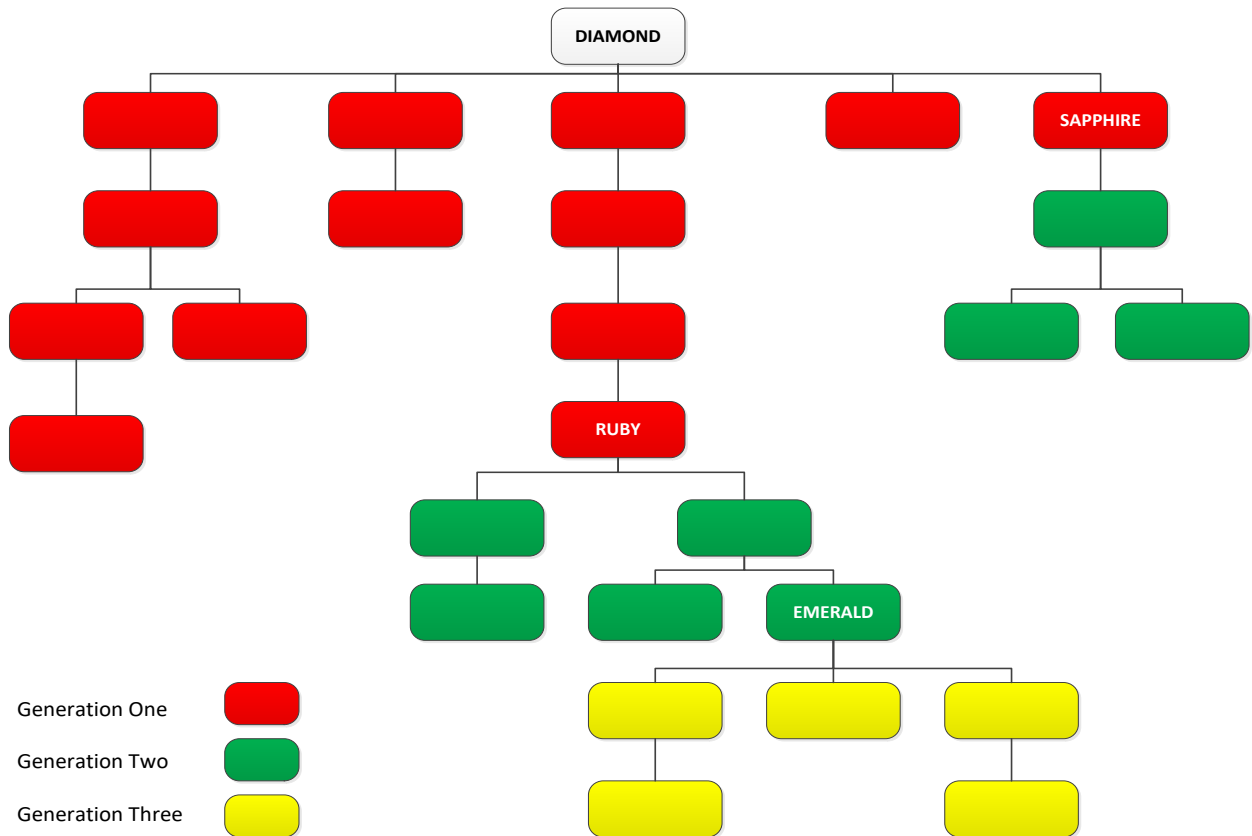 DIAMOND
SAPPHIRE
RUBY
EMERALD
Generation One
Generation Two
Generation Three